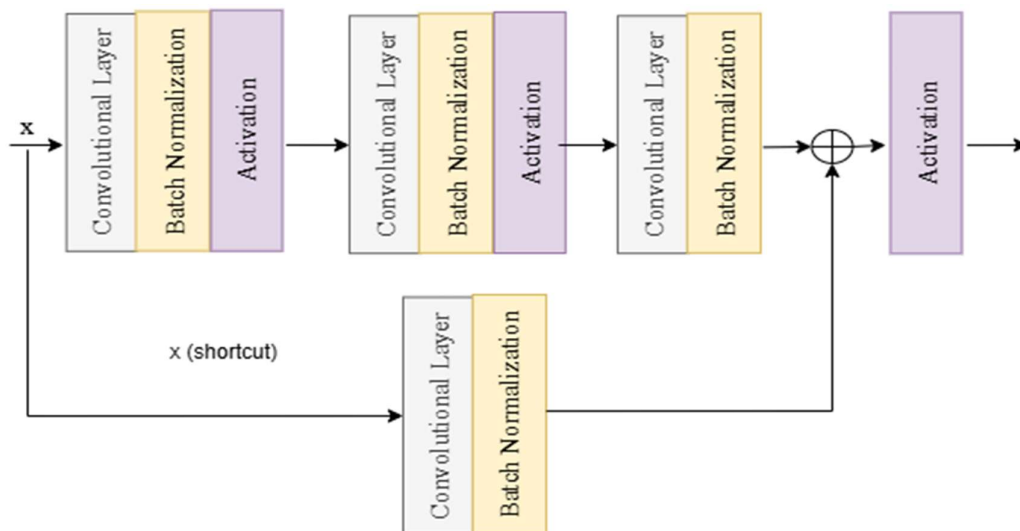 x
Convolutional Layer
Batch Normalization
Activation
Convolutional Layer
Batch Normalization
Activation
Convolutional Layer
Batch Normalization
Activation
x (shortcut)
Convolutional Layer
Batch Normalization